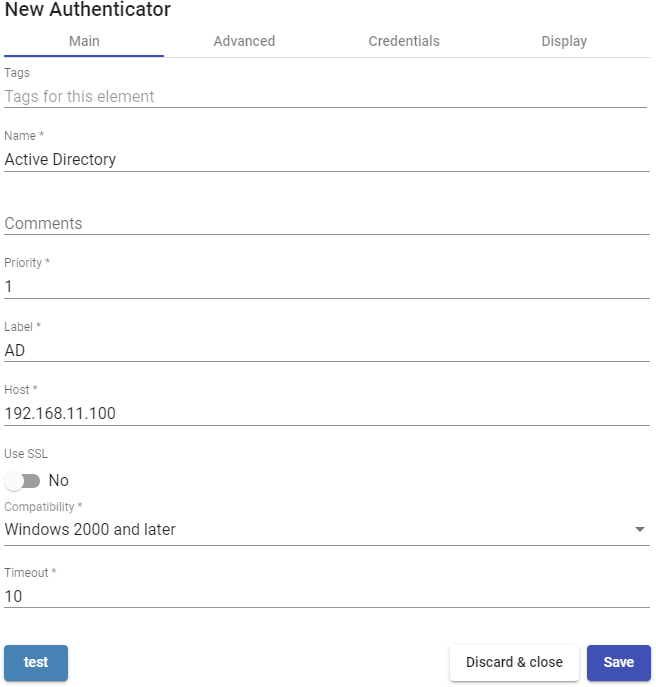 New Authenticator
Main Advanced Credentials Display
Tags
Tags for this element
Name *
Active Directory
Comments
Priority *
1
Label *
AD
Host *
192.168.11.100
Use SSL
No
Compatibility *
Windows 2000 and later
Timeout *
10
test Discard & close Save